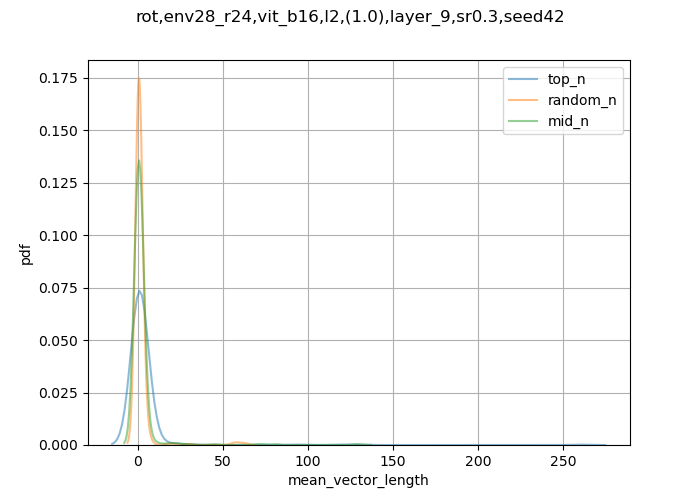 rot,env28_r24,vit_b16,l2,(1.0),layer_9,sr0.3,seed42
top_n
random_n
mid_n
0.175
0.150
0.125
0.100
0.075
0.050
0.025
0.000
pdf
0 50 100 150 200 250
mean_vector_length